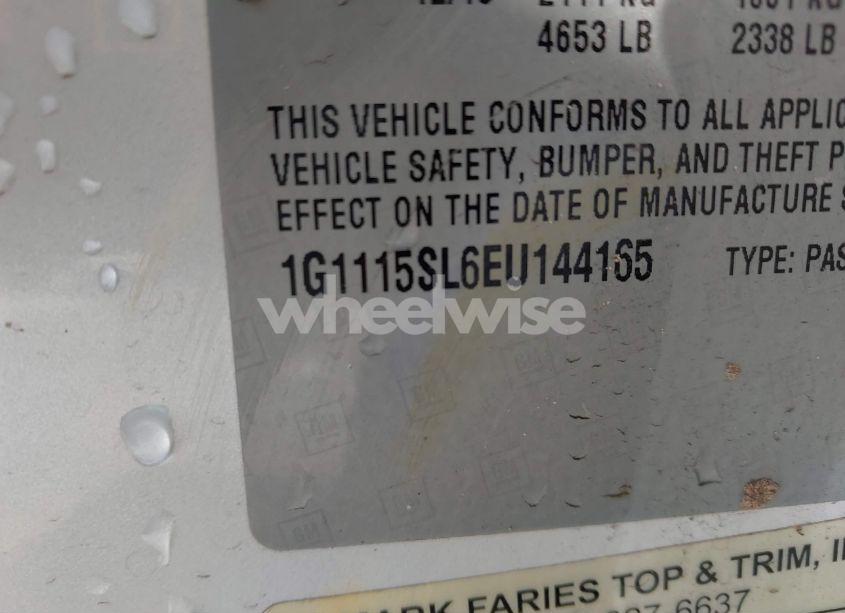 4653 LB 2338 LB
THIS VEHICLE CONFORMS TO ALL
VEHICLE SAFETY, BUMPER, AND THEFT
EFFECT ON THE DATE OF MANUFACTURE
1G1115SL6EU144165 TYPE: PAS
wheelwise
GM
FARIES TOP & TRIM,
6637